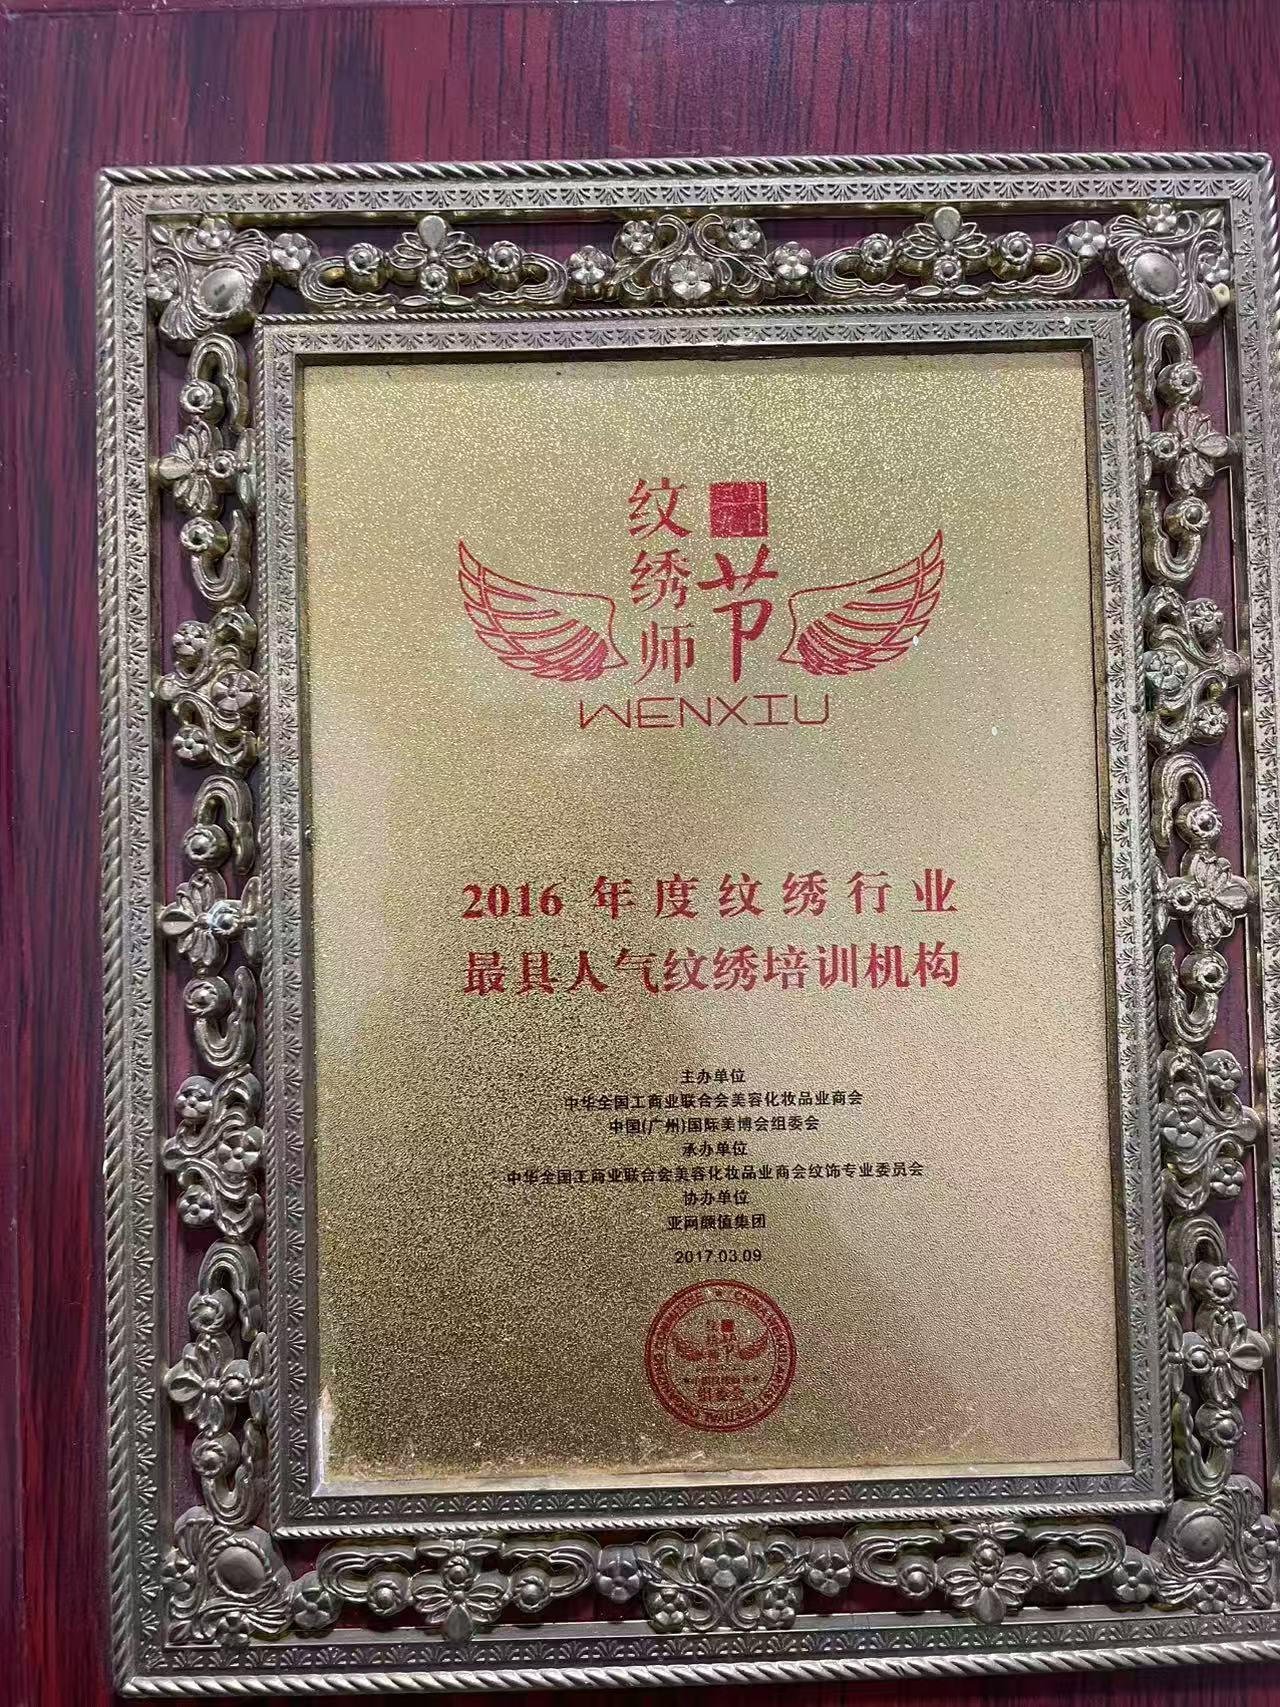 纹绣师节
WENXIU
2016 年度纹绣行业
最具人气纹绣培训机构
主办单位
中华全国工商业联合会美容化妆品业商会
中国(广州)国际美博会组委会
承办单位
中华全国工商业联合会美容化妆品业商会纹饰专业委员会
协办单位
亚网颜值集团
2017.03.09
组委会